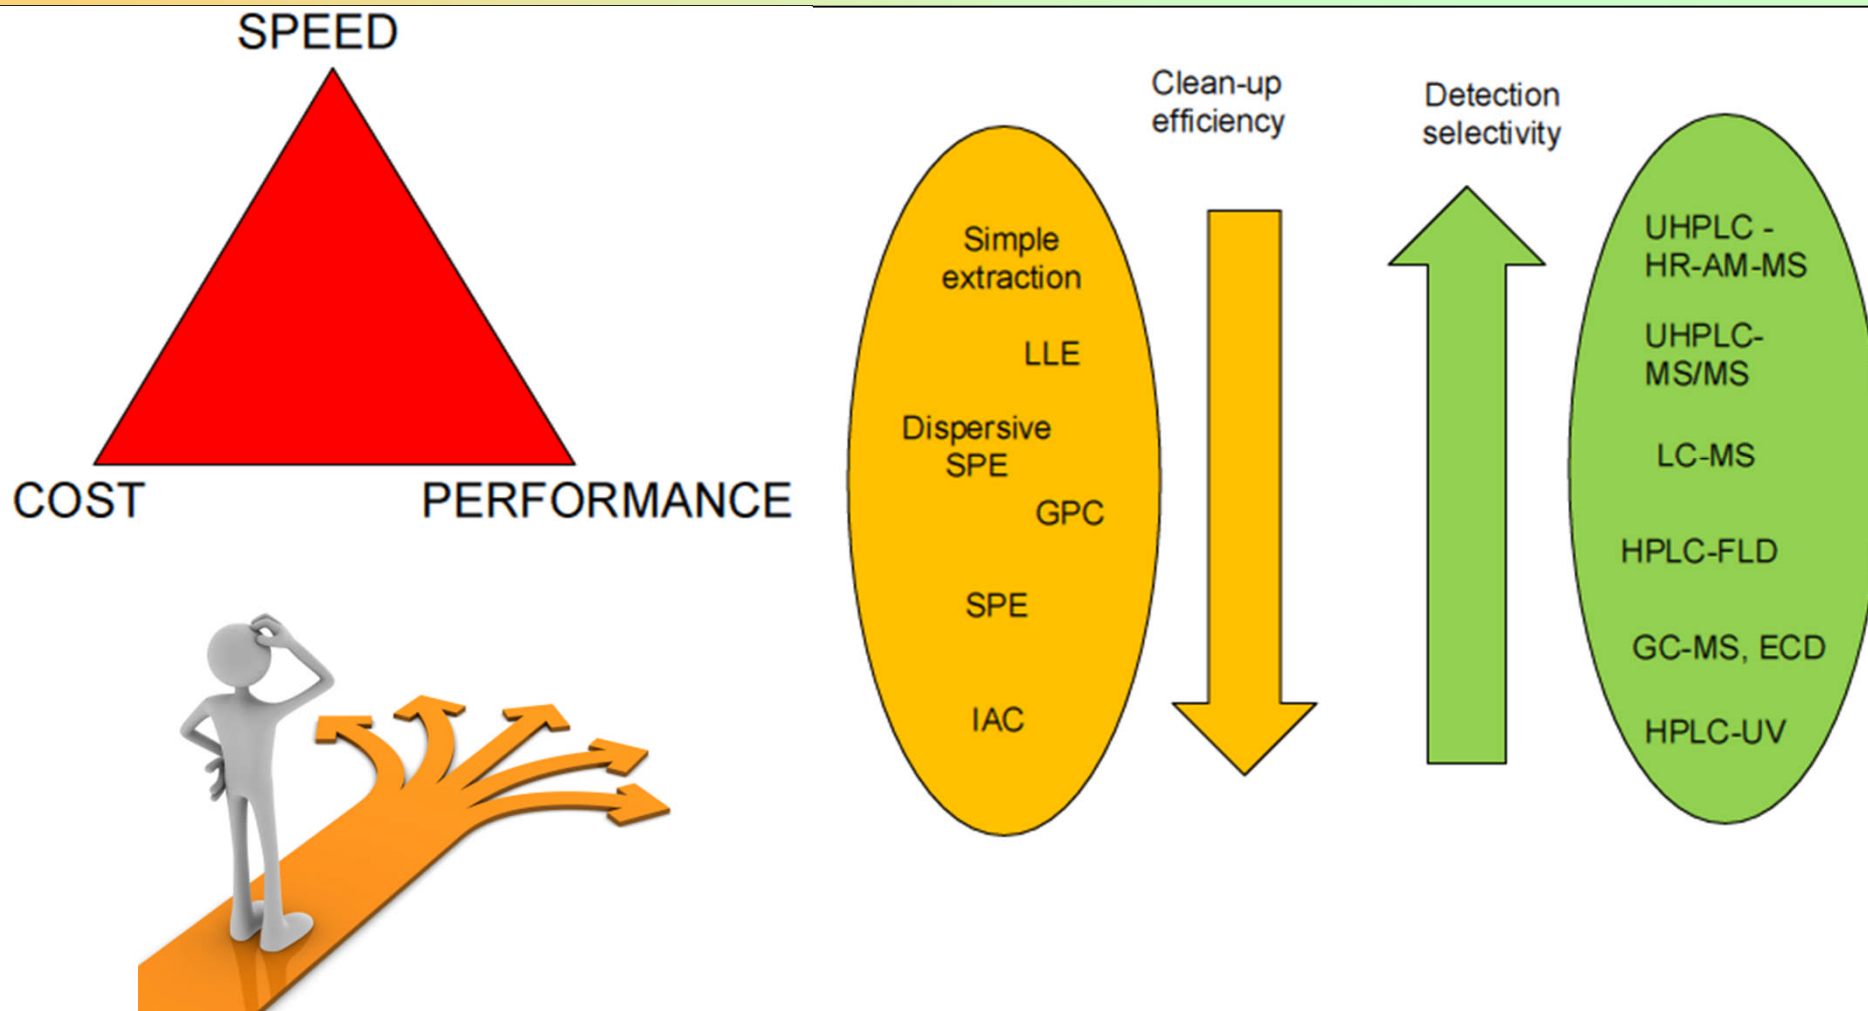 SPEED
COST
PERFORMANCE
Clean-up
efficiency
Detection
selectivity
Simple
extraction
LLE
Dispersive
SPE
GPC
SPE
IAC
UHPLC -
HR-AM-MS
UHPLC-
MS/MS
LC-MS
HPLC-FLD
GC-MS, ECD
HPLC-UV